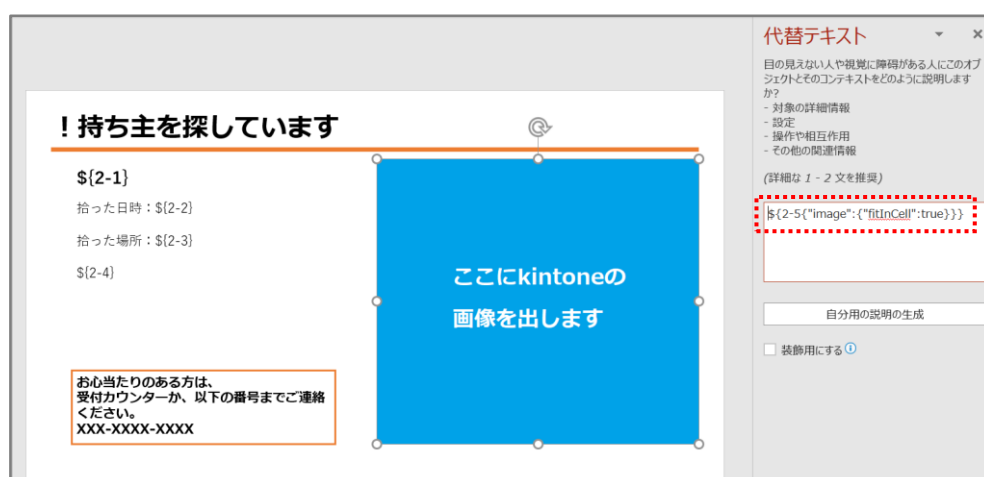 ！持ち主を探しています
${2-1}
拾った日時：${2-2}
拾った場所：${2-3}
${2-4}
ここにkintoneの
画像を出します
お心当たりのある方は、
受付カウンターか、以下の番号までご連絡
ください。
XXX-XXXX-XXXX
代替テキスト
目の見えない人や視覚に障碍がある人にこのオブ
ジェクトとそのコンテキストをどのように説明します
か?
- 対象の詳細情報
- 設定
- 操作や相互作用
- その他の関連情報
(詳細な 1 - 2 文を推奨)
${2-5{"image":{"fitInCell":true}}}
自分用の説明の生成
装飾用にする